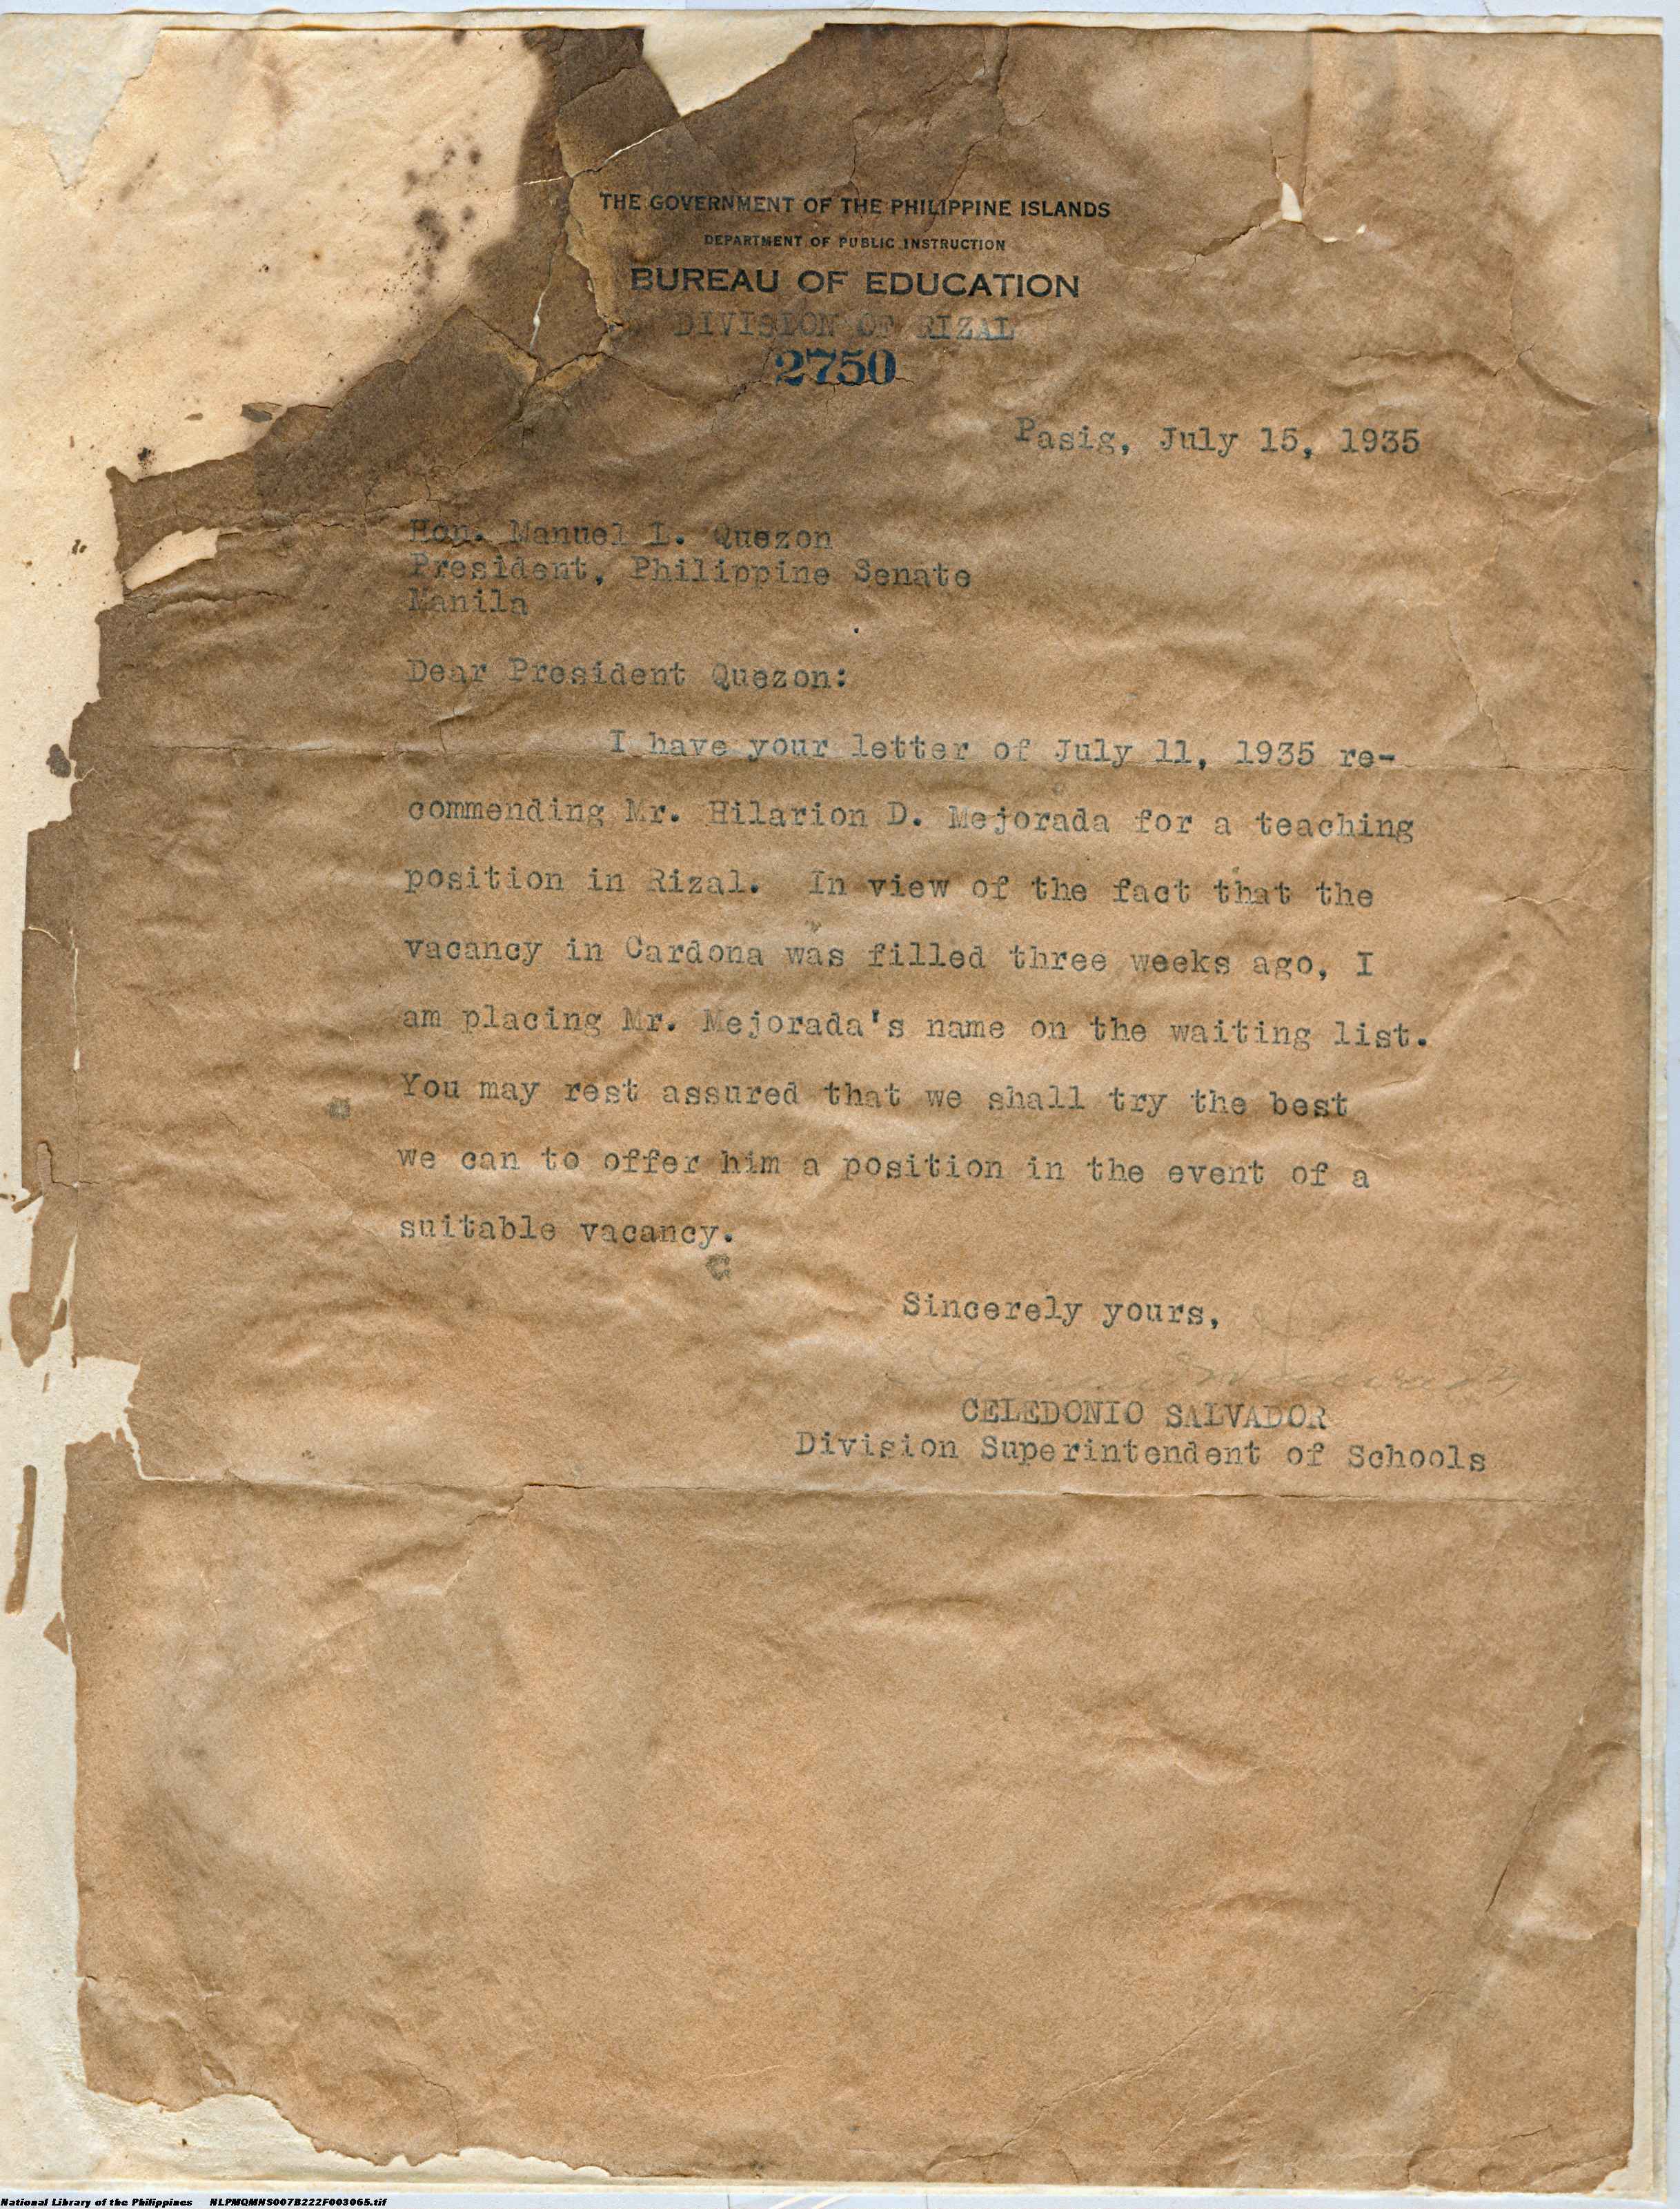 THE GOVERNMENT OF THE PHILIPPINE ISLANDS
DEPARTMENT OF PUBLIC INSTRUCTION
BUREAU OF EDUCATION
DIVISION OF RIZAL
2750
Pasig, July 15, 1935
Hon. Manuel L. Quezon
President, Philippine Senate
Manila
Dear President Quezon:
I have your letter of July 11, 1935 re-
commending Mr. Hilarion D. Mejorada for a teaching
position in Rizal. In view of the fact that the
vacancy in Cardona was filled three weeks ago, I
am placing Mr. Mejorada's name on the waiting list.
You may rest assured that we shall try the best
we can to offer him a position in the event of a
suitable vacancy.
Sincerely yours,
CELEDONIO SALVADOR
Division Superintendent of Schools
National Library of the Philippines NLPMQMNS007B222F003065.tif